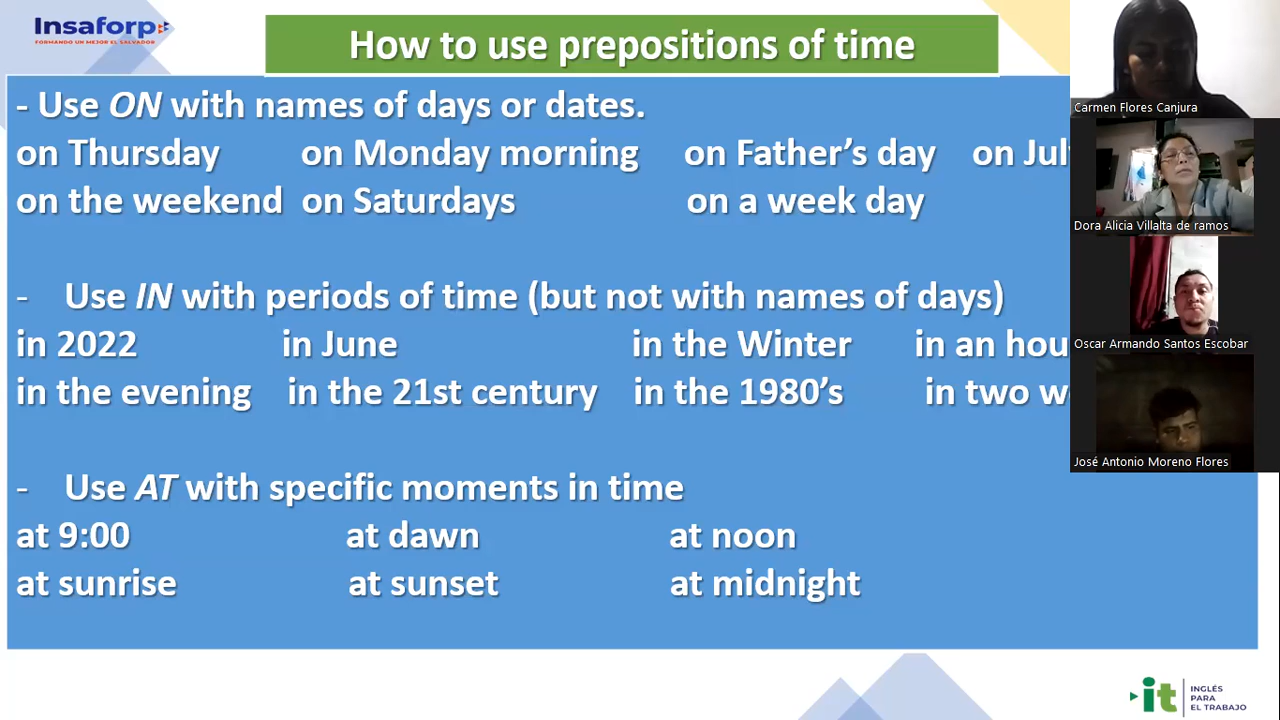 Insaforp
FORMANDO UN MEJOR EL SALVADOR
How to use prepositions of time
- Use ON with names of days or dates.
on Thursday on Monday morning on Father’s day on
on the weekend on Saturdays on a week day
- Use IN with periods of time (but not with names of days)
in 2022 in June in the Winter in an
in the evening in the 21st century in the 1980’s in two
- Use AT with specific moments in time
at 9:00 at dawn at noon
at sunrise at sunset at midnight
Carmen Flores Canjura
Dora Alicia Villalta de ramos
Oscar Armando Santos Escobar
José Antonio Moreno Flores
it INGLÉS
PARA
EL TRABAJO